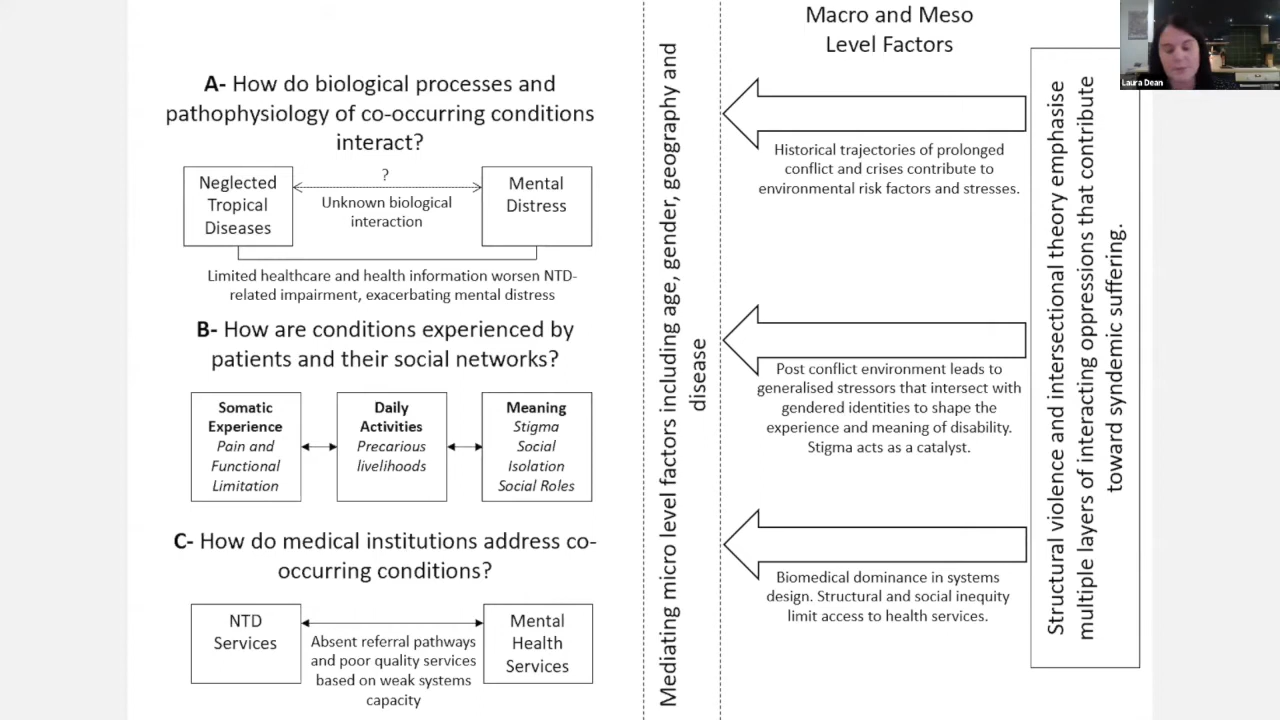 A- How do biological processes and
pathophysiology of co-occurring conditions
interact?
Neglected
Tropical
Diseases
?
Unknown biological
interaction
Mental
Distress
Limited healthcare and health information worsen NTD-
related impairment, exacerbating mental distress
B- How are conditions experienced by
patients and their social networks?
Somatic
Experience
Pain and
Functional
Limitation
Daily
Activities
Precarious
livelihoods
Meaning
Stigma
Social
Isolation
Social Roles
C- How do medical institutions address co-
occurring conditions?
NTD
Services
Absent referral pathways
and poor quality services
based on weak systems
capacity
Mental
Health
Services
Mediating micro level factors including age, gender, geography and
disease
Macro and Meso
Level Factors
Historical trajectories of prolonged
conflict and crises contribute to
environmental risk factors and stresses.
Post conflict environment leads to
generalised stressors that intersect with
gendered identities to shape the
experience and meaning of disability.
Stigma acts as a catalyst.
Biomedical dominance in systems
design. Structural and social inequity
limit access to health services.
Structural violence and intersectional theory emphasise
multiple layers of interacting oppressions that contribute
toward syndemic suffering.
Laura Dean